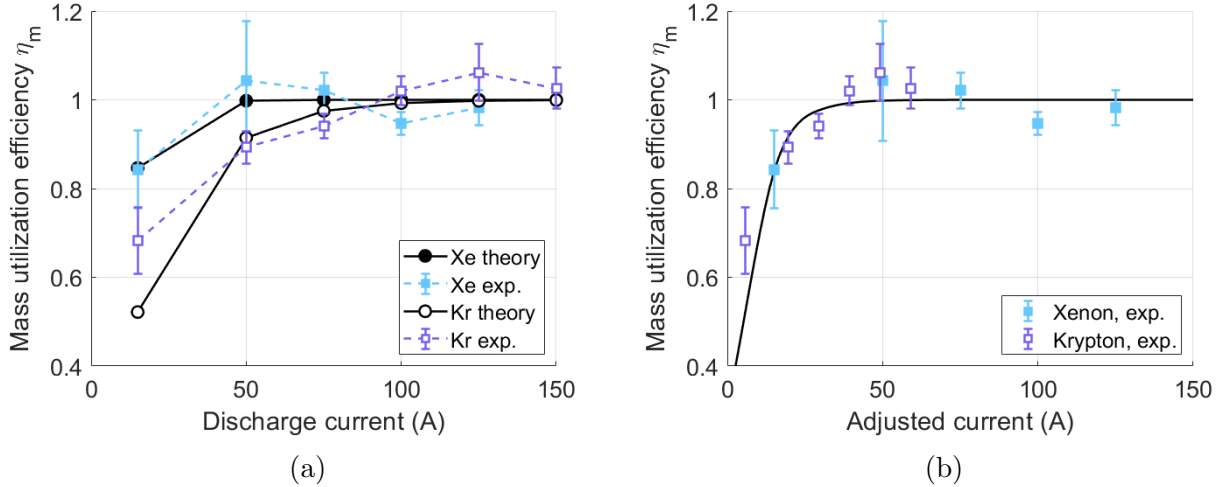 1.2
1
0.8
0.6
0.4
Mass utilization efficiency ηm
Xe theory
Xe exp.
Kr theory
Kr exp.
0 50 100 150
Discharge current (A)
(a)
1.2
1
0.8
0.6
0.4
Mass utilization efficiency ηm
Xenon, exp.
Krypton, exp.
0 50 100 150
Adjusted current (A)
(b)